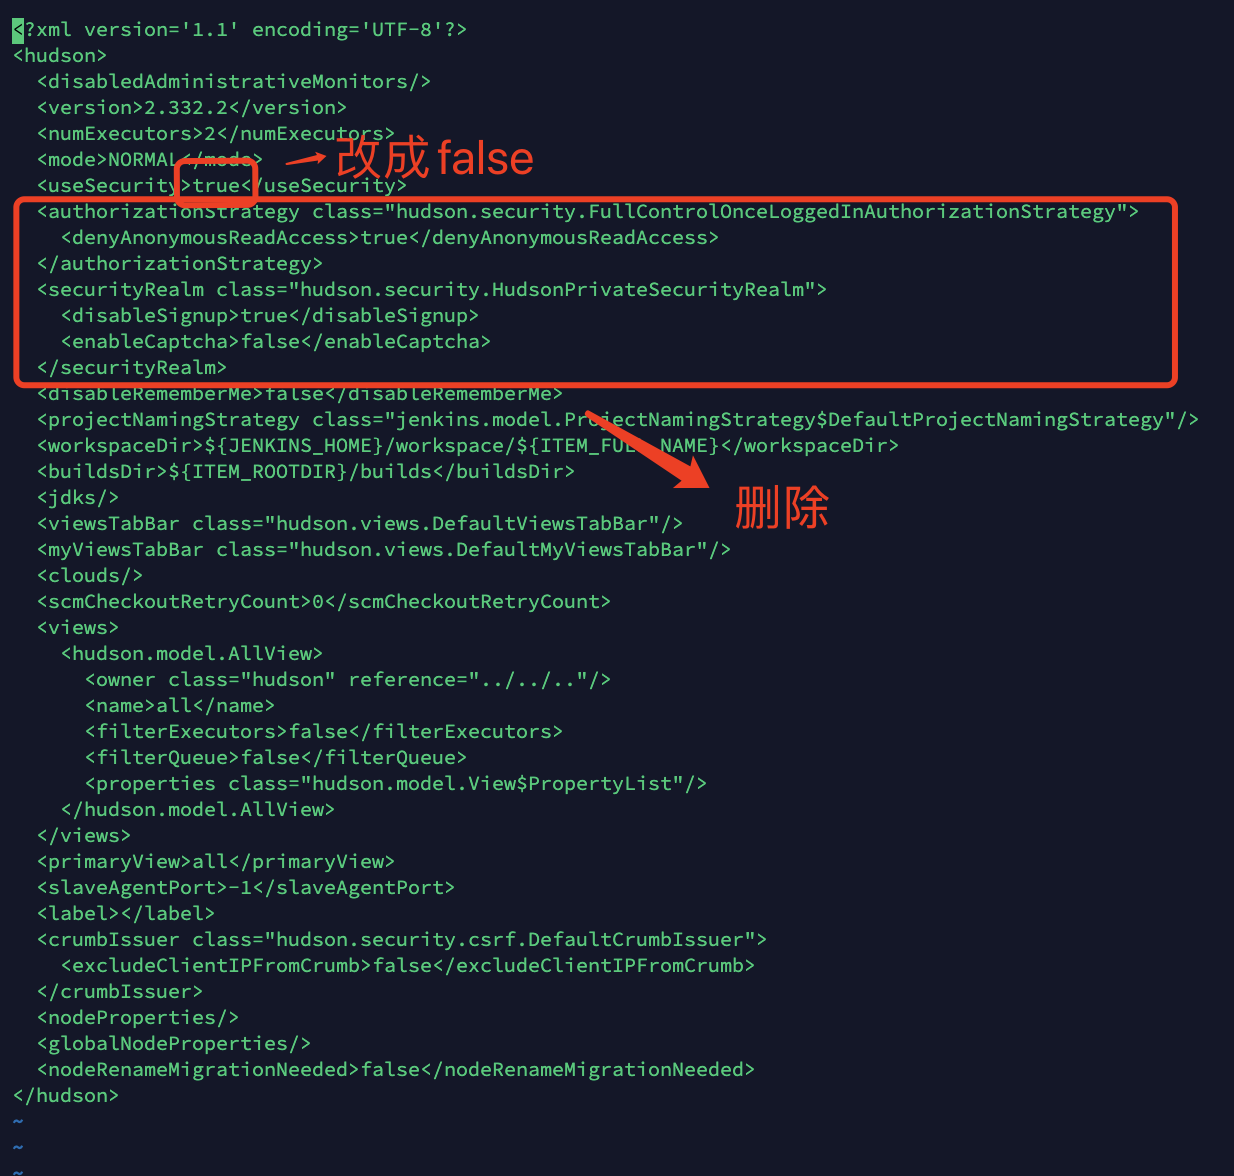 <?xml version='1.1' encoding='UTF-8'?>
<hudson>
  <disabledAdministrativeMonitors/>
  <version>2.332.2</version>
  <numExecutors>2</numExecutors>
  <mode>NORMAL</mode>
改成false
  <useSecurity>true</useSecurity>
  <authorizationStrategy class="hudson.security.FullControlOnceLoggedInAuthorizationStrategy">
    <denyAnonymousReadAccess>true</denyAnonymousReadAccess>
  </authorizationStrategy>
  <securityRealm class="hudson.security.HudsonPrivateSecurityRealm">
    <disableSignup>true</disableSignup>
    <enableCaptcha>false</enableCaptcha>
  </securityRealm>
  <disableRememberMe>false</disableRememberMe>
  <projectNamingStrategy class="jenkins.model.ProjectNamingStrategy$DefaultProjectNamingStrategy"/>
  <workspaceDir>${JENKINS_HOME}/workspace/${ITEM_FULL_NAME}</workspaceDir>
  <buildsDir>${ITEM_ROOTDIR}/builds</buildsDir>
  <jdks/>
删除
  <viewsTabBar class="hudson.views.DefaultViewsTabBar"/>
  <myViewsTabBar class="hudson.views.DefaultMyViewsTabBar"/>
  <clouds/>
  <scmCheckoutRetryCount>0</scmCheckoutRetryCount>
  <views>
    <hudson.model.AllView>
      <owner class="hudson" reference="../../.."/>
      <name>all</name>
      <filterExecutors>false</filterExecutors>
      <filterQueue>false</filterQueue>
      <properties class="hudson.model.View$PropertyList"/>
    </hudson.model.AllView>
  </views>
  <primaryView>all</primaryView>
  <slaveAgentPort>-1</slaveAgentPort>
  <label></label>
  <crumbIssuer class="hudson.security.csrf.DefaultCrumbIssuer">
    <excludeClientIPFromCrumb>false</excludeClientIPFromCrumb>
  </crumbIssuer>
  <nodeProperties/>
  <globalNodeProperties/>
  <nodeRenameMigrationNeeded>false</nodeRenameMigrationNeeded>
</hudson>
~
~
~